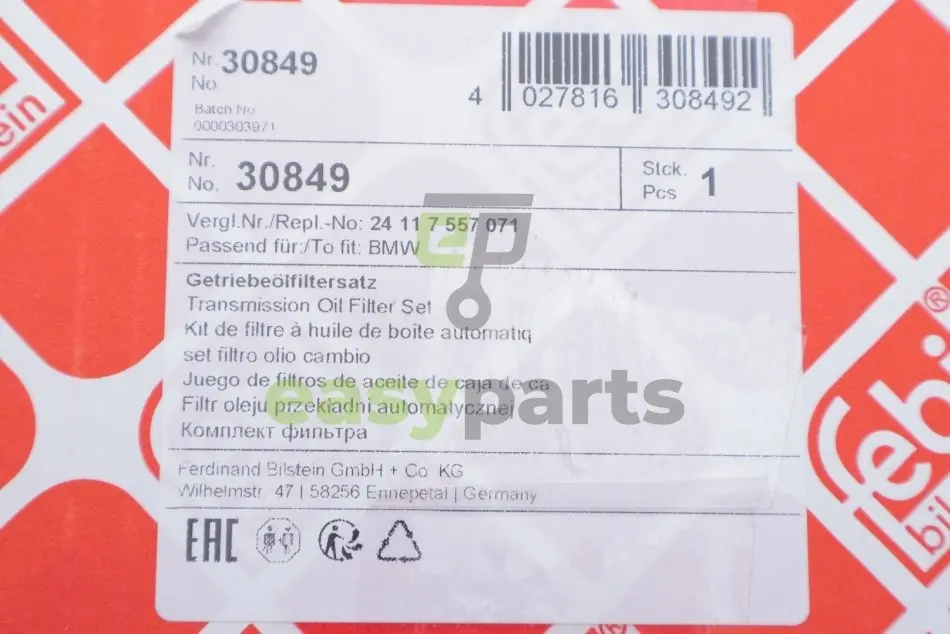 Nr. 30849
No
Batch No
0000303971
4 027816 308492
Nr.
No. 30849
Stck.
Pcs 1
Vergl.Nr./Repl.-No: 24 11 7 557 071
Passend für:/To fit: BMW
Getriebeölfiltersatz
Transmission Oil Filter Set
Kit de filtre à huile de boîte automatiq
set filtro olio cambio
Juego de filtros de aceite de caja de ca
Filtr oleju przekładni automatycznej
Комплект фильтра
Ferdinand Bilstein GmbH + Co KG
Wilhelmstr. 47 | 58256 Ennepetal | Germany
EAC
ep
easyparts
febi
bi
ein
®